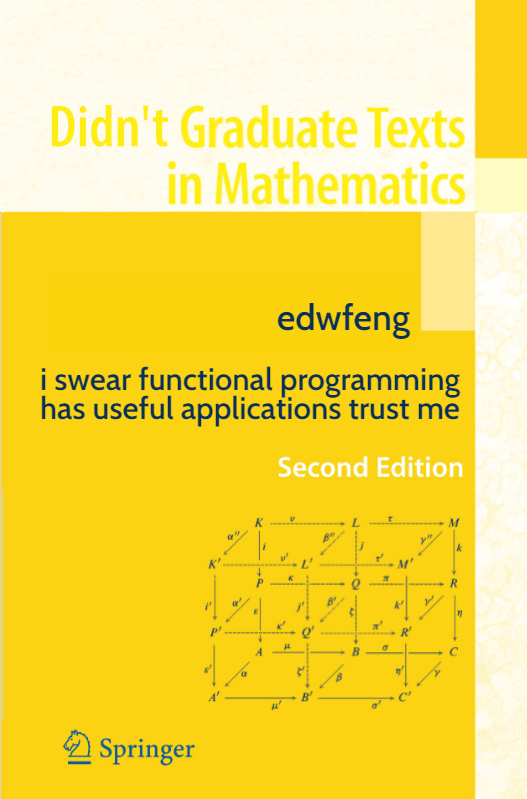 Didn't Graduate Texts
in Mathematics
edwfeng
i swear functional programming
has useful applications trust me
Second Edition
K ν L τ M
α″ i β″ j γ″ k
K′ ν′ L′ τ′ M′
P κ Q π R
i′ α′ ε j′ β′ ζ k′ γ′ η
P′ κ′ Q′ π′ R′
A μ B σ C
ε′ α ζ′ β η′ γ
A′ μ′ B′ σ′ C′
Springer